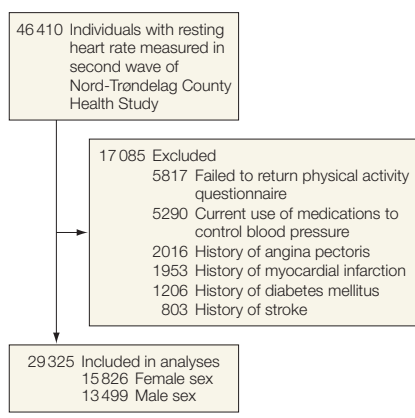 46 410 Individuals with resting
heart rate measured in
second wave of
Nord-Trøndelag County
Health Study
17 085 Excluded
5817 Failed to return physical activity
questionnaire
5290 Current use of medications to
control blood pressure
2016 History of angina pectoris
1953 History of myocardial infarction
1206 History of diabetes mellitus
803 History of stroke
29 325 Included in analyses
15 826 Female sex
13 499 Male sex